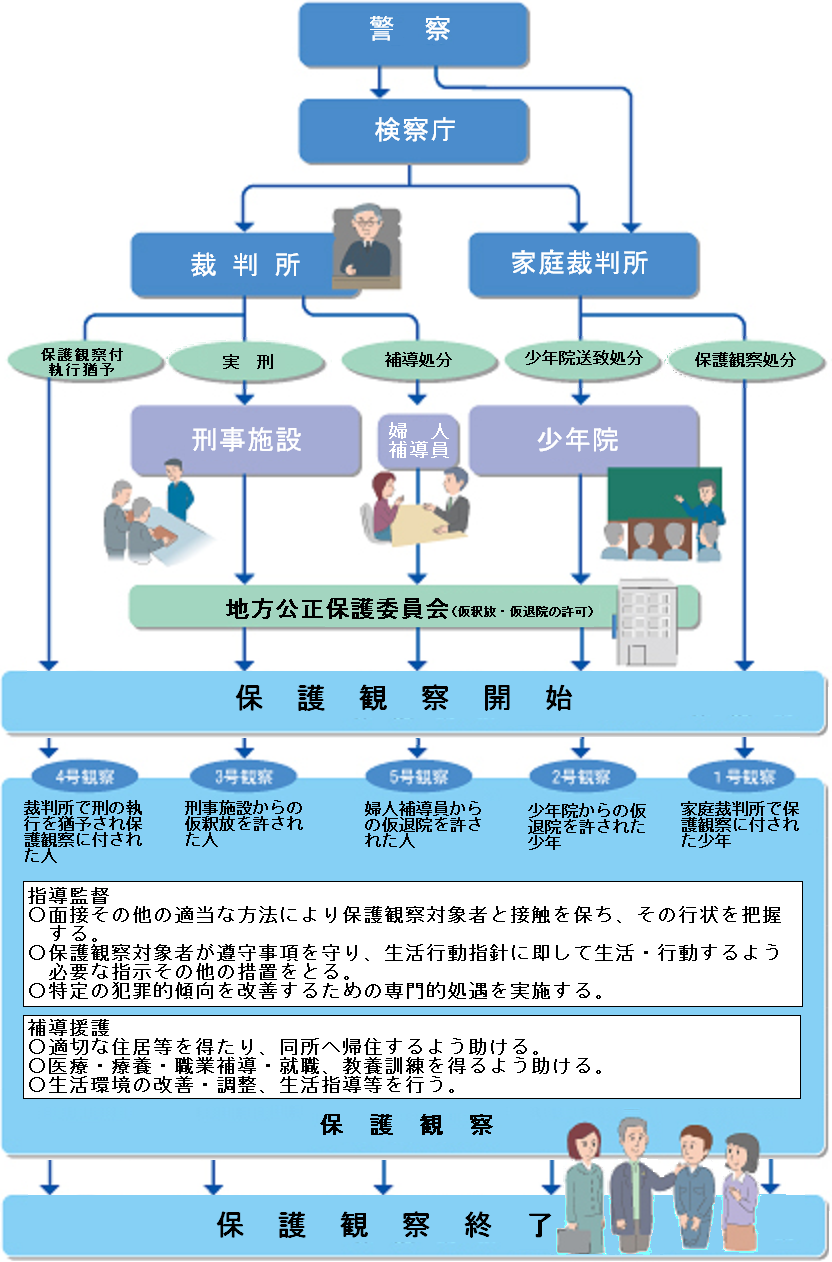 警察
検察庁
裁判所
家庭裁判所
保護観察付
執行猶予
実刑
補導処分
少年院送致処分
保護観察処分
刑事施設
婦人
補導員
少年院
地方公正保護委員会(仮釈放・仮退院の許可)
保護観察開始
4号観察
3号観察
5号観察
2号観察
1号観察
裁判所で刑の執
行を猶予され保
護観察に付され
た人
刑事施設からの
仮釈放を許され
た人
婦人補導員から
の仮退院を許さ
れた人
少年院からの仮
退院を許された
少年
家庭裁判所で保
護観察に付され
た少年
指導監督
〇面接その他の適当な方法により保護観察対象者と接触を保ち、その行状を把握
する。
〇保護観察対象者が遵守事項を守り、生活行動指針に即して生活・行動するよう
必要な指示その他の措置をとる。
〇特定の犯罪的傾向を改善するための専門的処遇を実施する。
補導援護
〇適切な住居等を得たり、同所へ帰住するよう助ける。
〇医療・療養・職業補導・就職、教養訓練を得るよう助ける。
〇生活環境の改善・調整、生活指導等を行う。
保護観察
保護観察終了